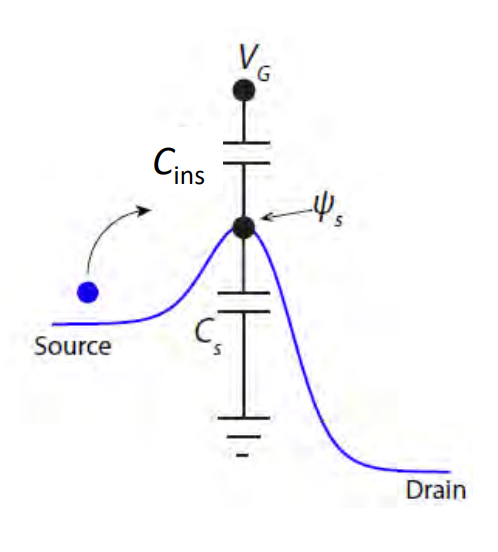 V_G
C_ins
ψ_s
Source
C_s
Drain